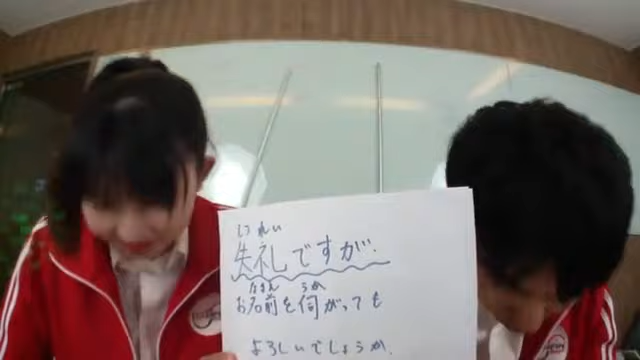 しつれい
失礼ですが、
なまえ うか
お名前を伺がっても
よろしいでしょうか。